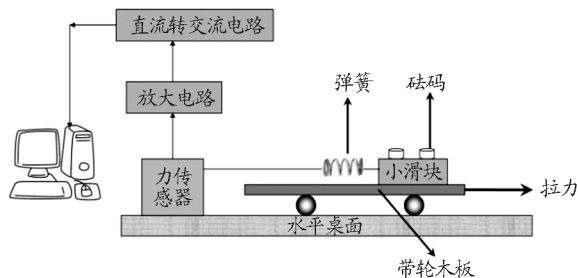 直流转交流电路
放大电路
弹簧
砝码
力传
感器
小滑块
拉力
水平桌面
带轮木板